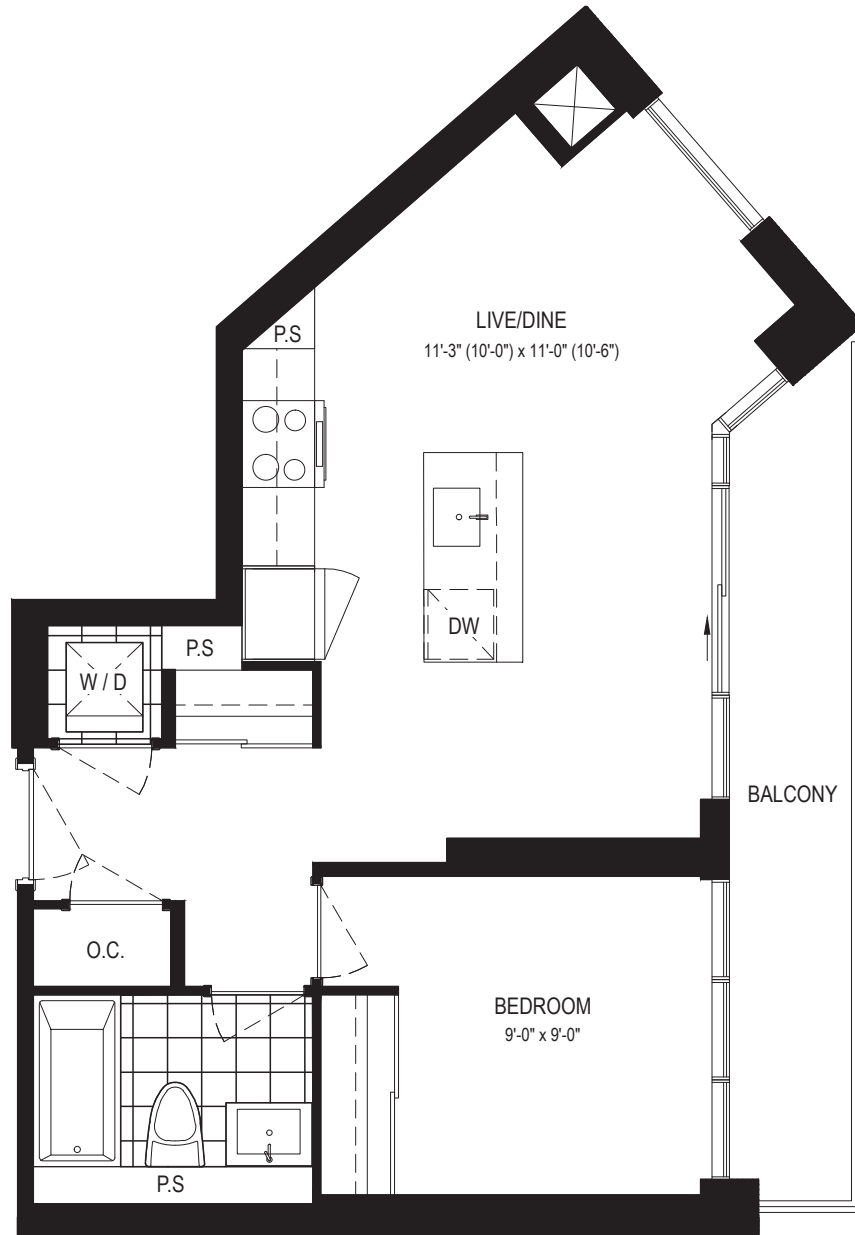 LIVE/DINE
11'-3" (10'-0") x 11'-0" (10'-6")
P.S
DW
P.S
W / D
BALCONY
O.C.
BEDROOM
9'-0" x 9'-0"
P.S